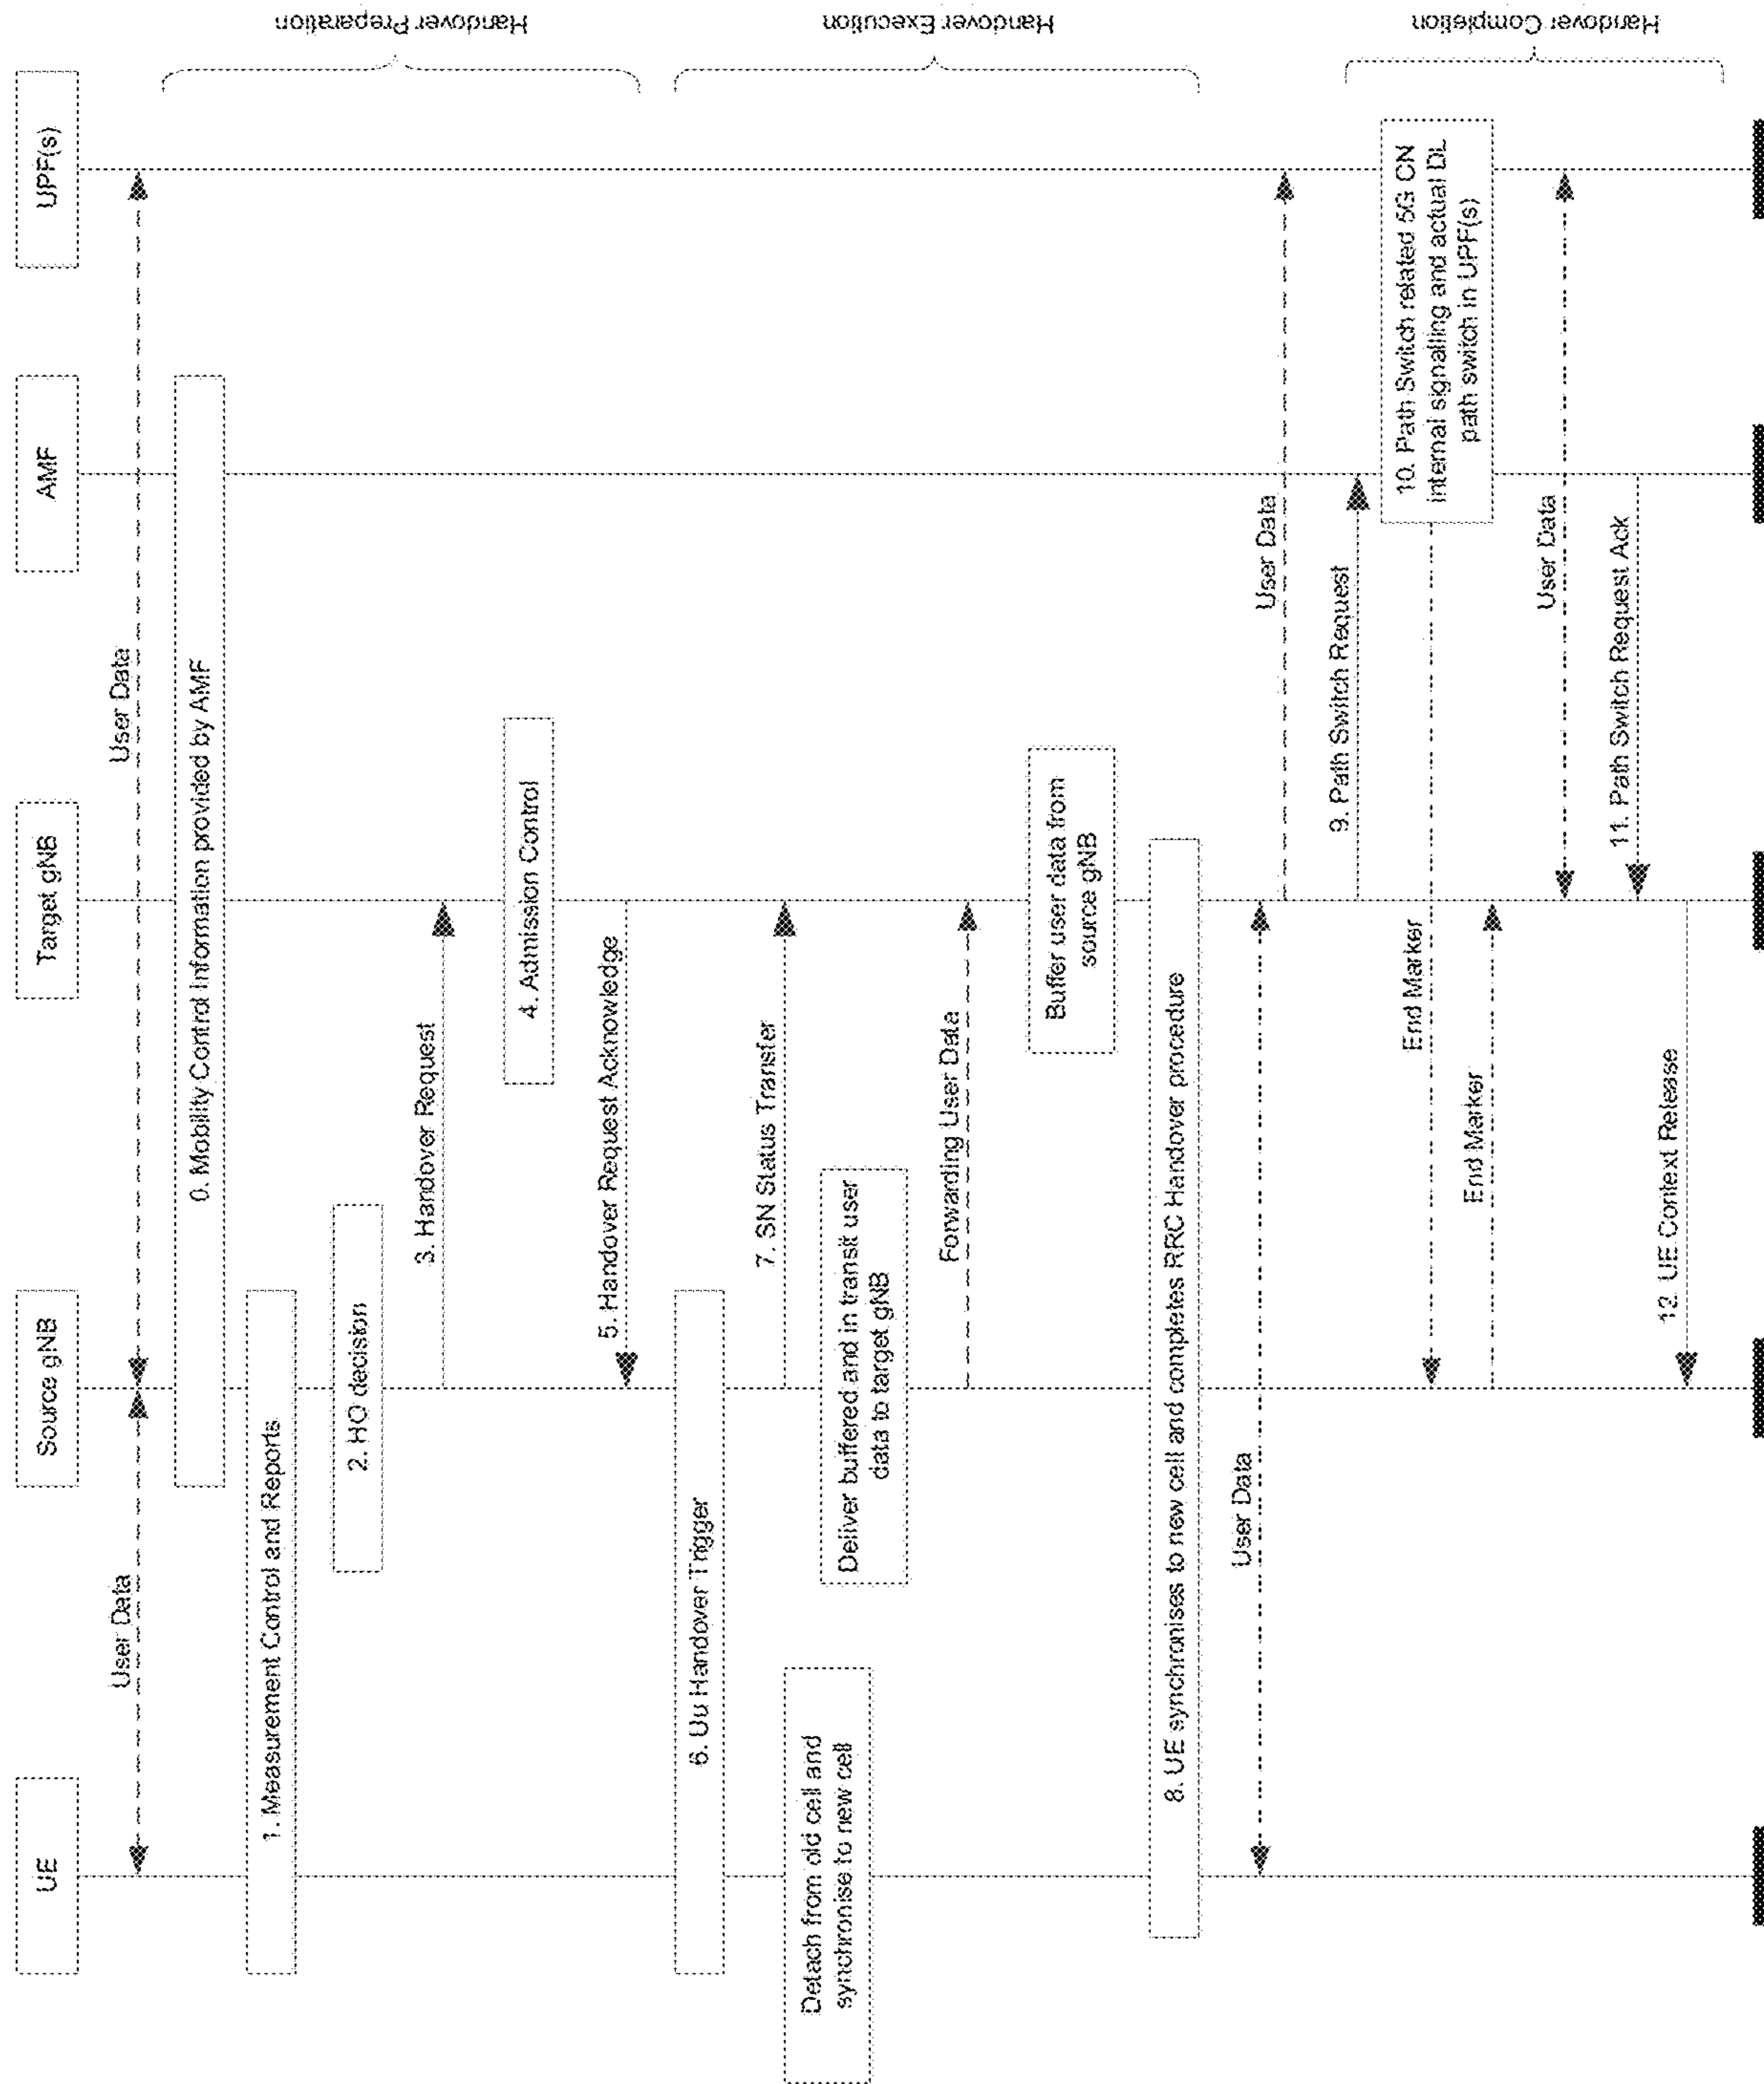 UE
Source gNB
Target gNB
AMF
UPF(s)
User Data
User Data
0. Mobility Control Information provided by AMF
1. Measurement Control and Reports
2. HO decision
3. Handover Request
4. Admission Control
5. Handover Request Acknowledge
Handover Preparation
6. Uu Handover Trigger
Detach from old cell and
synchronise to new cell
7. SN Status Transfer
Deliver buffered and in transit user
data to target gNB
Forwarding User Data
Buffer user data from
source gNB
8. UE synchronises to new cell and completes RRC Handover procedure
Handover Execution
User Data
User Data
9. Path Switch Request
10. Path Switch related 5G CN
internal signalling and actual DL
path switch in UPF(s)
End Marker
End Marker
User Data
11. Path Switch Request Ack
12. UE Context Release
Handover Completion